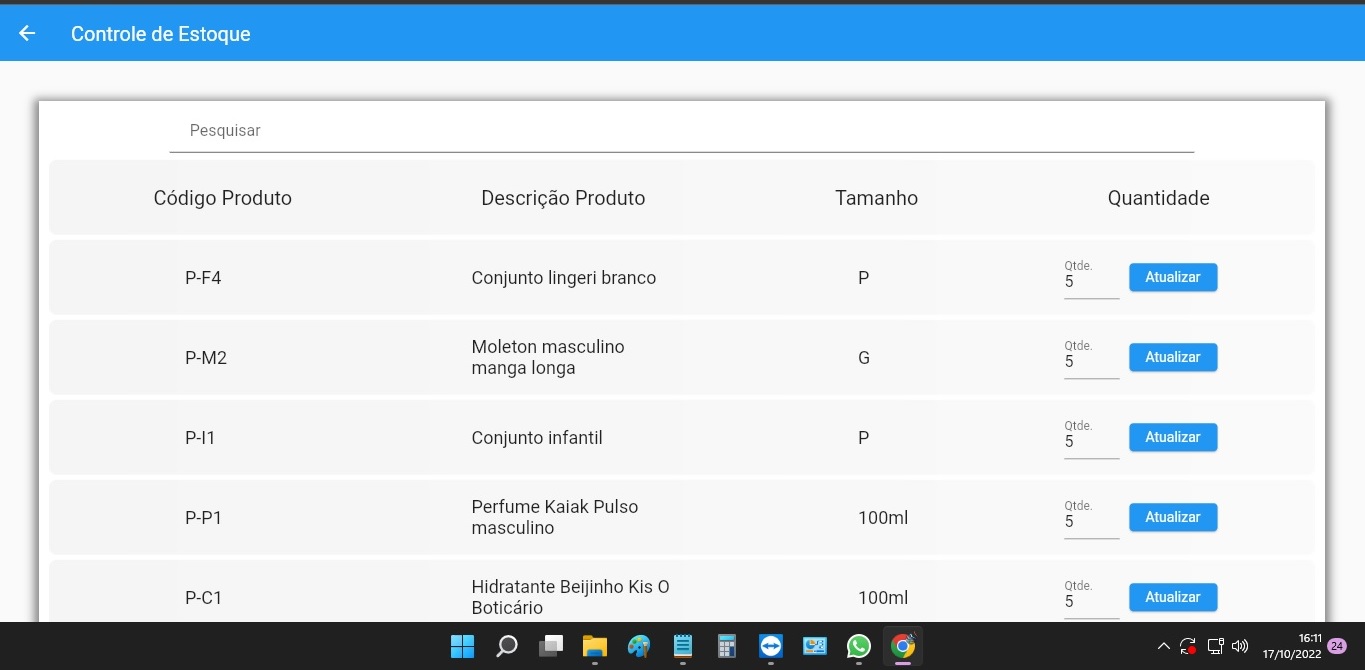 Controle de Estoque
Pesquisar
Código Produto Descrição Produto Tamanho Quantidade
P-F4 Conjunto lingeri branco P Qtde. 5 Atualizar
P-M2 Moleton masculino manga longa G Qtde. 5 Atualizar
P-I1 Conjunto infantil P Qtde. 5 Atualizar
P-P1 Perfume Kaiak Pulso masculino 100ml Qtde. 5 Atualizar
P-C1 Hidratante Beijinho Kis O Boticário 100ml Qtde. 5 Atualizar
16:11
17/10/2022 24